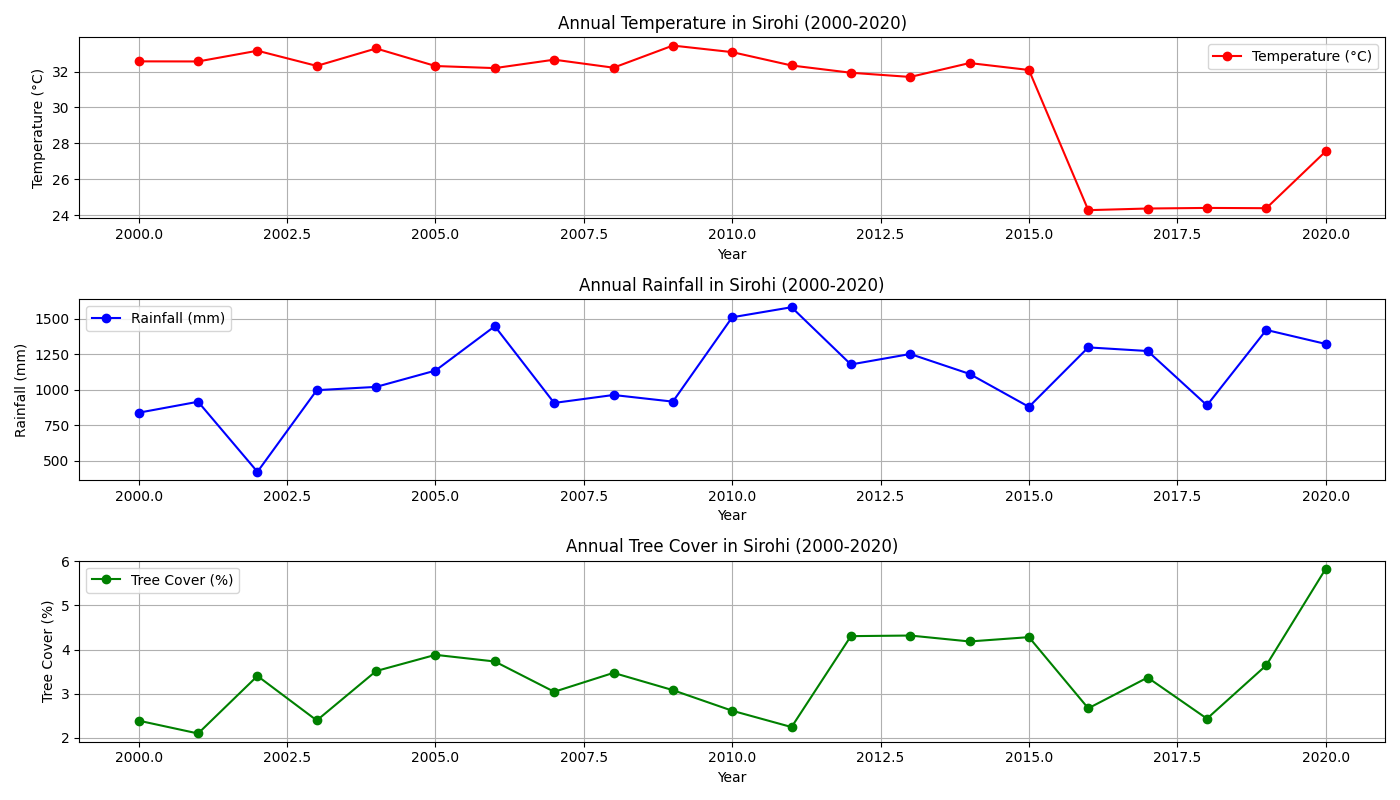 Annual Temperature in Sirohi (2000-2020)
Temperature (°C)
Temperature (°C)
32
30
28
26
24
2000.0 2002.5 2005.0 2007.5 2010.0 2012.5 2015.0 2017.5 2020.0
Year
Annual Rainfall in Sirohi (2000-2020)
Rainfall (mm)
Rainfall (mm)
1500
1250
1000
750
500
2000.0 2002.5 2005.0 2007.5 2010.0 2012.5 2015.0 2017.5 2020.0
Year
Annual Tree Cover in Sirohi (2000-2020)
Tree Cover (%)
Tree Cover (%)
6
5
4
3
2
2000.0 2002.5 2005.0 2007.5 2010.0 2012.5 2015.0 2017.5 2020.0
Year